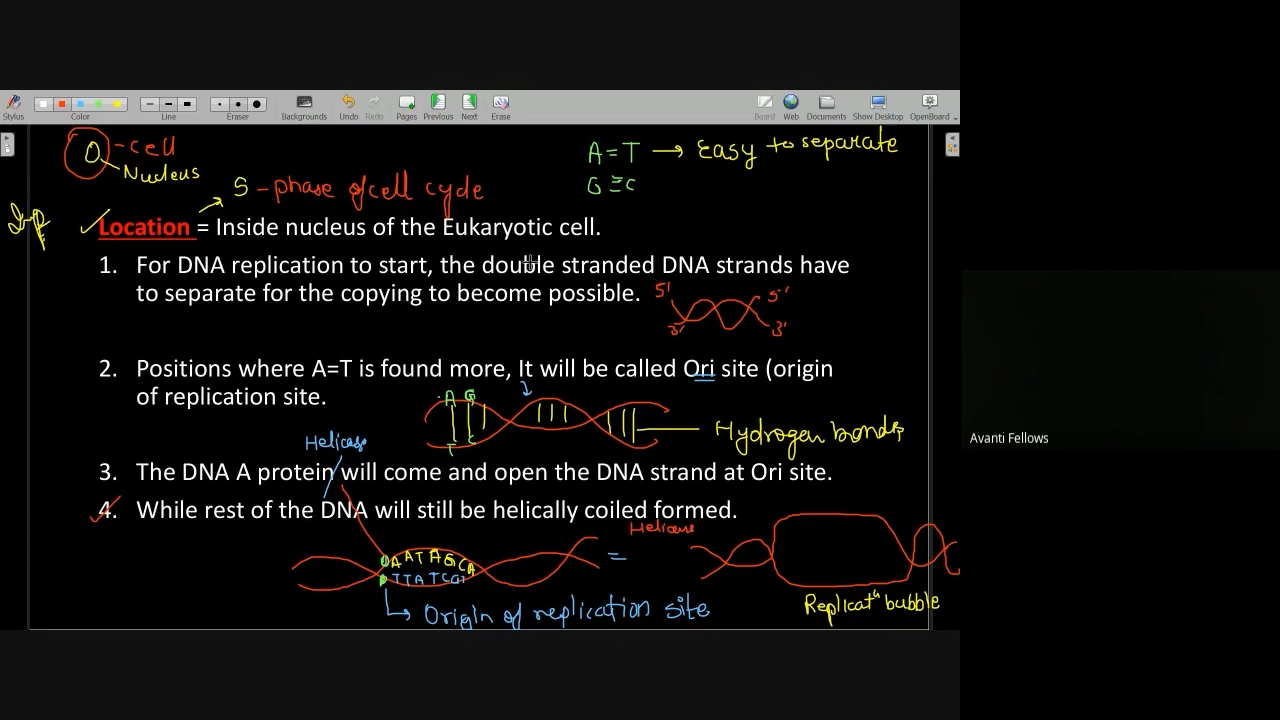 Stylus
Color
Line
Eraser
Backgrounds
Undo
Redo
Pages
Previous
Next
Erase
Board
Web
Documents
Show Desktop
OpenBoard
-cell
Nucleus
A=T → Easy to separate
G≡C
S-phase of cell cycle
Imp
Location = Inside nucleus of the Eukaryotic cell.
1. For DNA replication to start, the double stranded DNA strands have
to separate for the copying to become possible.
5' 5'
3' 3'
2. Positions where A=T is found more, It will be called Ori site (origin
of replication site.
A G
T C
Hydrogen bonds
Helicase
3. The DNA A protein will come and open the DNA strand at Ori site.
4. While rest of the DNA will still be helically coiled formed.
Helicase
A A T A G C A
T T A T C G T
=
Origin of replication site
Replicatⁿ bubble
Avanti Fellows